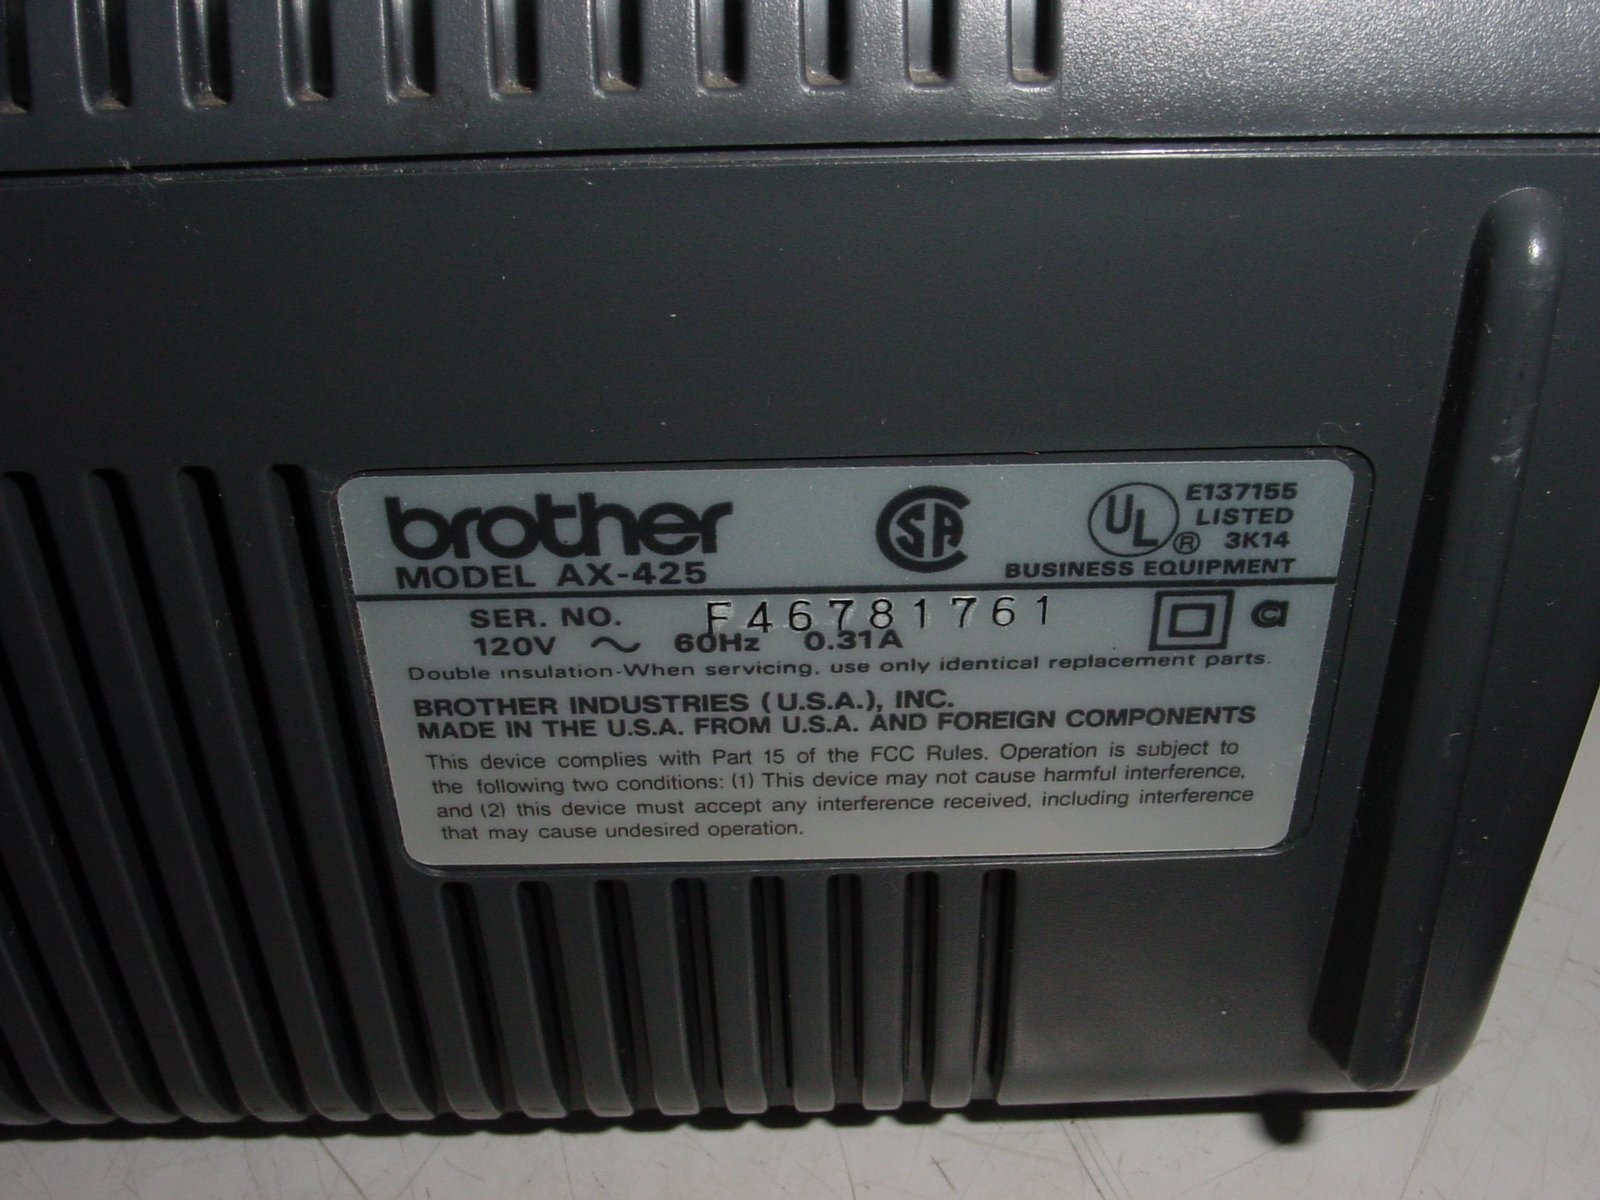 brother
MODEL AX-425
CSA
UL ®
E137155
LISTED
3K14
BUSINESS EQUIPMENT
SER. NO. F46781761
120V ~ 60Hz 0.31A
Double insulation-When servicing, use only identical replacement parts.
BROTHER INDUSTRIES (U.S.A.), INC.
MADE IN THE U.S.A. FROM U.S.A. AND FOREIGN COMPONENTS
This device complies with Part 15 of the FCC Rules. Operation is subject to
the following two conditions: (1) This device may not cause harmful interference,
and (2) this device must accept any interference received, including interference
that may cause undesired operation.